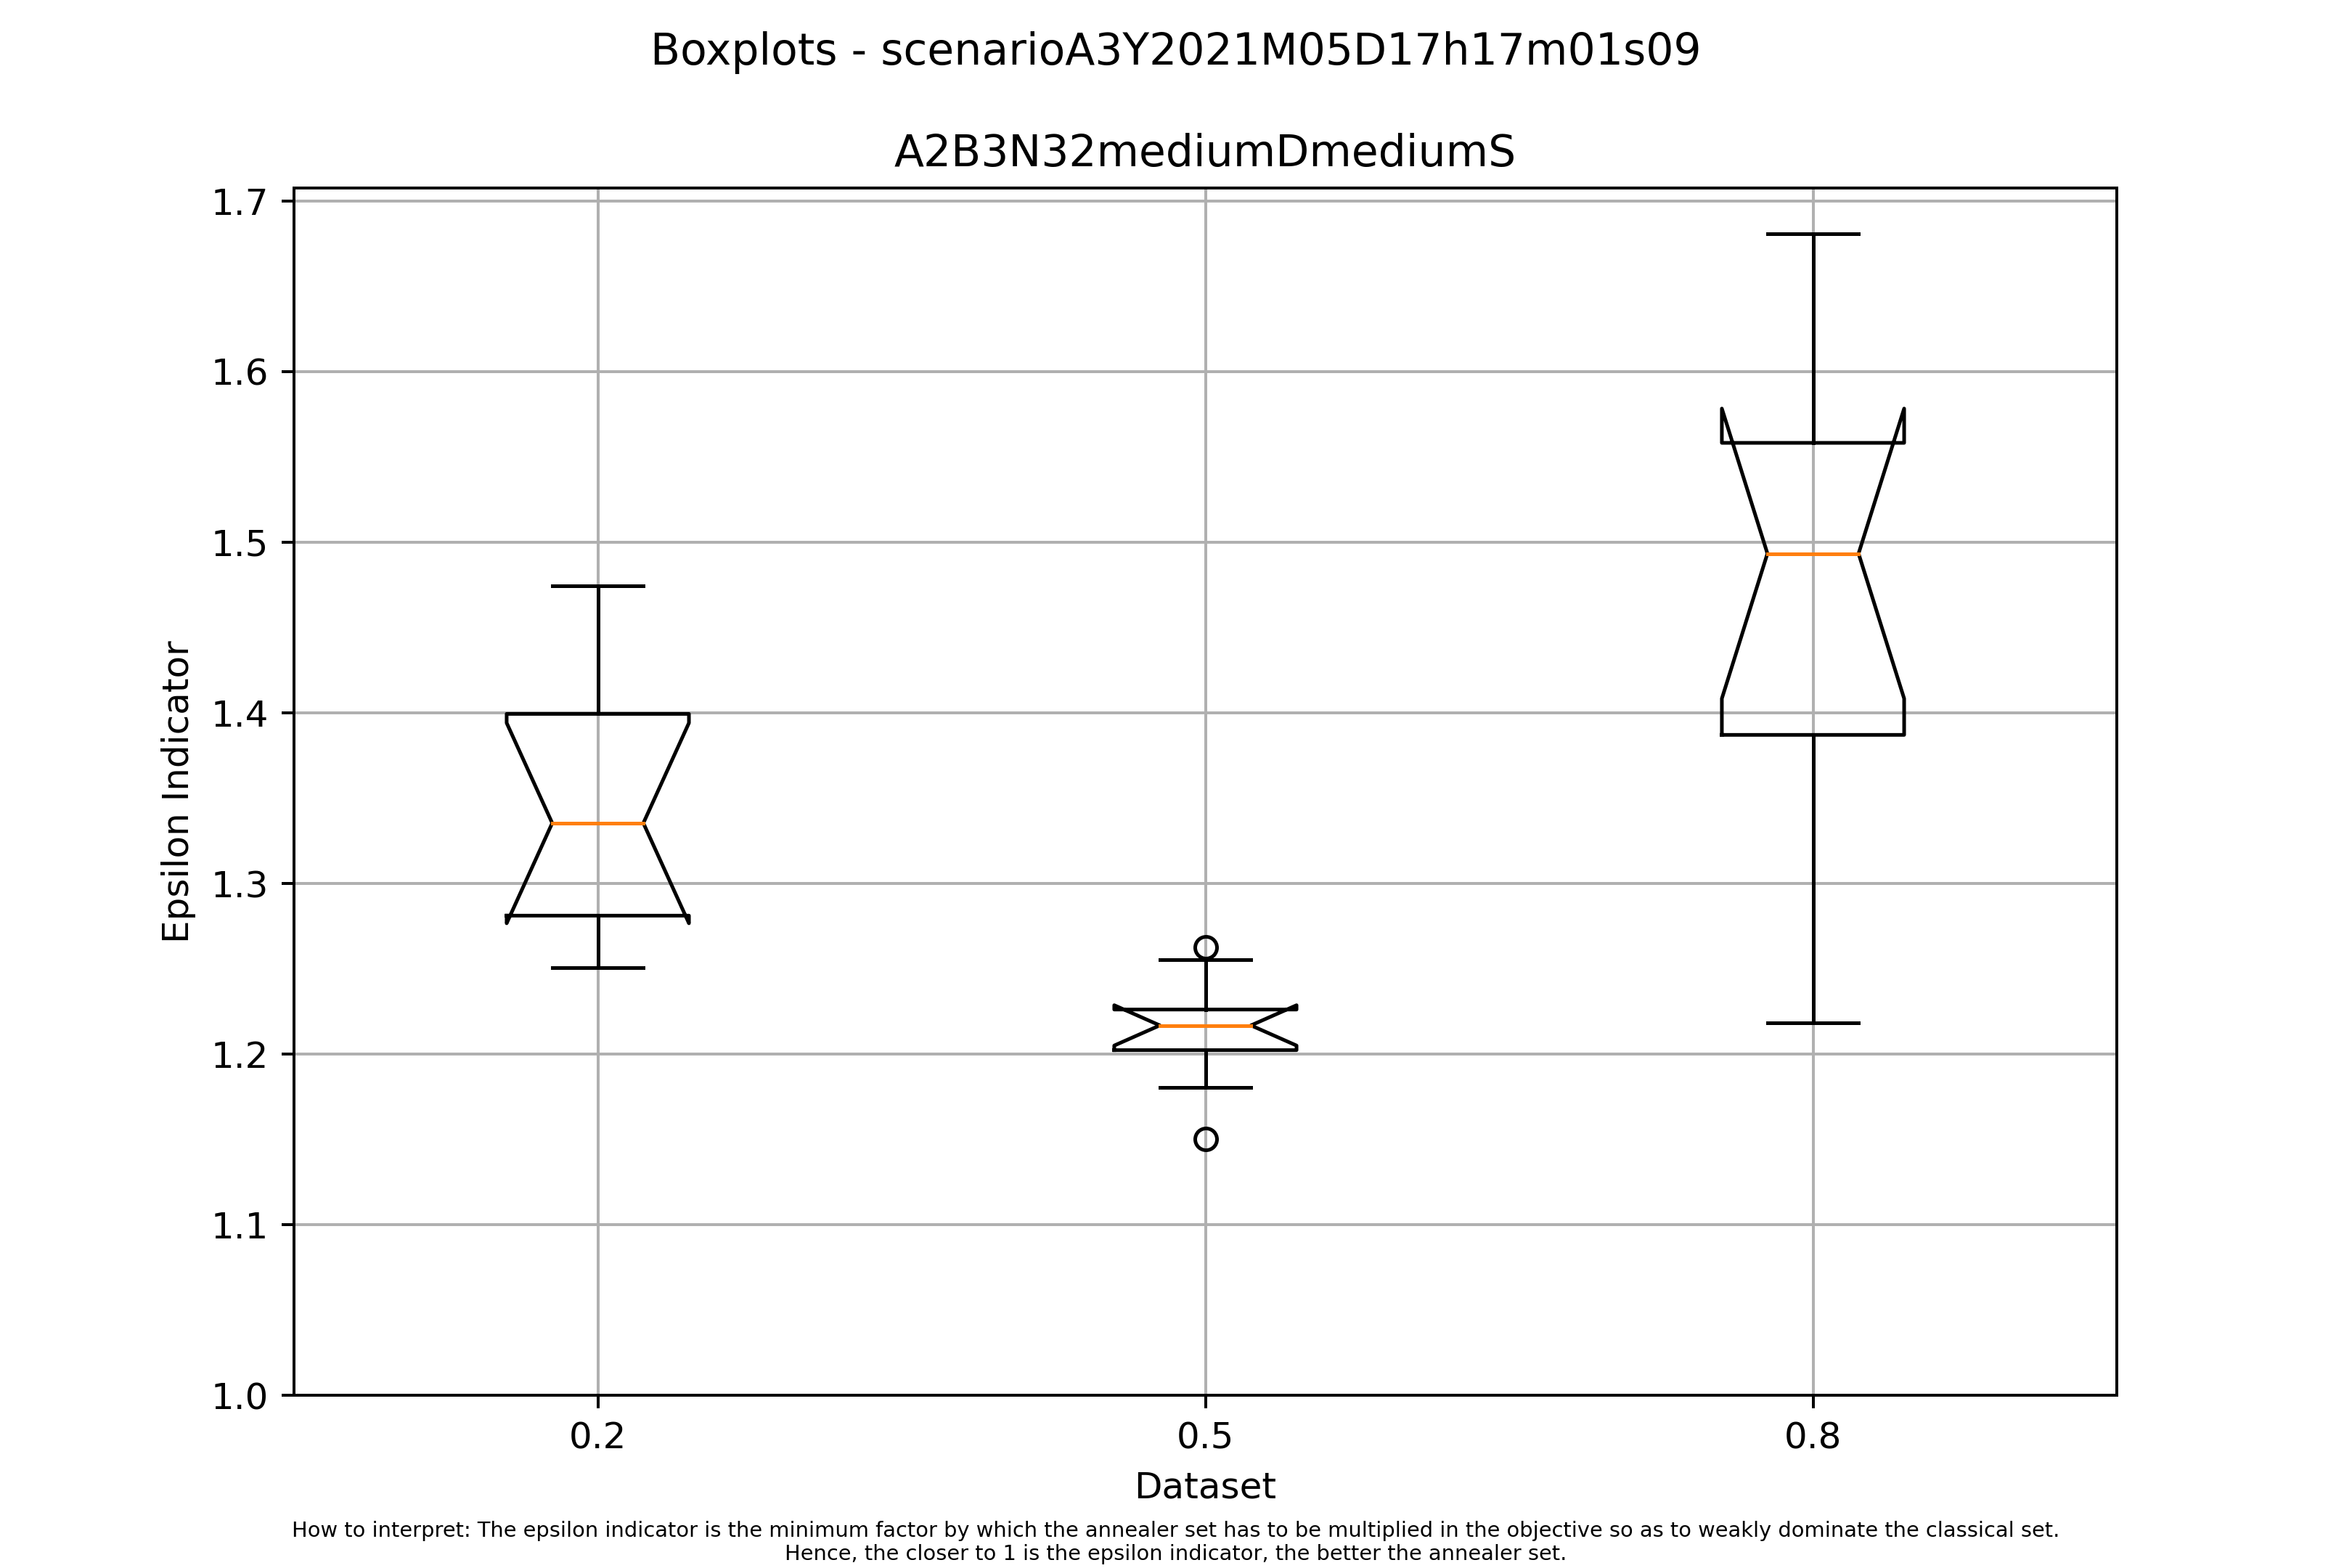 Boxplots - scenarioA3Y2021M05D17h17m01s09
A2B3N32mediumDmediumS
1.7
1.6
1.5
1.4
1.3
1.2
1.1
1.0
Epsilon Indicator
0.2 0.5 0.8
Dataset
How to interpret: The epsilon indicator is the minimum factor by which the annealer set has to be multiplied in the objective so as to weakly dominate the classical set.
Hence, the closer to 1 is the epsilon indicator, the better the annealer set.